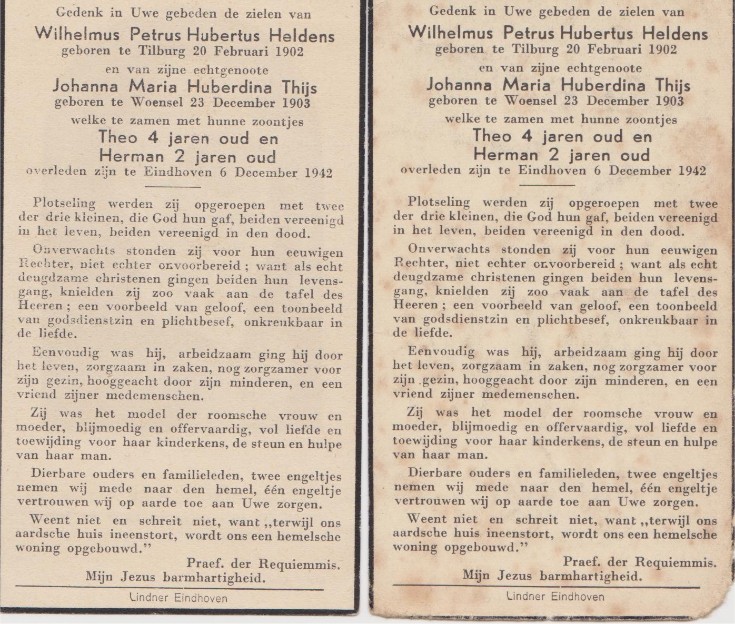 Gedenk in Uwe gebeden de zielen van
Wilhelmus Petrus Hubertus Heldens
geboren te Tilburg 20 Februari 1902
en van zijne echtgenoote
Johanna Maria Huberdina Thijs
geboren te Woensel 23 December 1903
welke te zamen met hunne zoontjes
Theo 4 jaren oud en
Herman 2 jaren oud
overleden zijn te Eindhoven 6 December 1942
Plotseling werden zij opgeroepen met twee
der drie kleinen, die God hun gaf, beiden vereenigd
in het leven, beiden vereenigd in den dood.
Onverwachts stonden zij voor hun eeuwigen
Rechter, niet echter onvoorbereid ; want als echt
deugdzame christenen gingen beiden hun levens-
gang, knielden zij zoo vaak aan de tafel des
Heeren ; een voorbeeld van geloof, een toonbeeld
van godsdienstzin en plichtbesef, onkreukbaar in
de liefde.
Eenvoudig was hij, arbeidzaam ging hij door
het leven, zorgzaam in zaken, nog zorgzamer voor
zijn gezin, hooggeacht door zijn minderen, en een
vriend zijner medemenschen.
Zij was het model der roomsche vrouw en
moeder, blijmoedig en offervaardig, vol liefde en
toewijding voor haar kinderkens, de steun en hulpe
van haar man.
Dierbare ouders en familieleden, twee engeltjes
nemen wij mede naar den hemel, één engeltje
vertrouwen wij op aarde toe aan Uwe zorgen.
Weent niet en schreit niet, want „terwijl ons
aardsche huis ineenstort, wordt ons een hemelsche
woning opgebouwd."
Praef. der Requiemmis.
Mijn Jezus barmhartigheid.
Lindner Eindhoven
Gedenk in Uwe gebeden de zielen van
Wilhelmus Petrus Hubertus Heldens
geboren te Tilburg 20 Februari 1902
en van zijne echtgenoote
Johanna Maria Huberdina Thijs
geboren te Woensel 23 December 1903
welke te zamen met hunne zoontjes
Theo 4 jaren oud en
Herman 2 jaren oud
overleden zijn te Eindhoven 6 December 1942
Plotseling werden zij opgeroepen met twee
der drie kleinen, die God hun gaf, beiden vereenigd
in het leven, beiden vereenigd in den dood.
Onverwachts stonden zij voor hun eeuwigen
Rechter, niet echter onvoorbereid ; want als echt
deugdzame christenen gingen beiden hun levens-
gang, knielden zij zoo vaak aan de tafel des
Heeren ; een voorbeeld van geloof, een toonbeeld
van godsdienstzin en plichtbesef, onkreukbaar in
de liefde.
Eenvoudig was hij, arbeidzaam ging hij door
het leven, zorgzaam in zaken, nog zorgzamer voor
zijn gezin, hooggeacht door zijn minderen, en een
vriend zijner medemenschen.
Zij was het model der roomsche vrouw en
moeder, blijmoedig en offervaardig, vol liefde en
toewijding voor haar kinderkens, de steun en hulpe
van haar man.
Dierbare ouders en familieleden, twee engeltjes
nemen wij mede naar den hemel, één engeltje
vertrouwen wij op aarde toe aan Uwe zorgen.
Weent niet en schreit niet, want „terwijl ons
aardsche huis ineenstort, wordt ons een hemelsche
woning opgebouwd."
Praef. der Requiemmis.
Mijn Jezus barmhartigheid.
Lindner Eindhoven